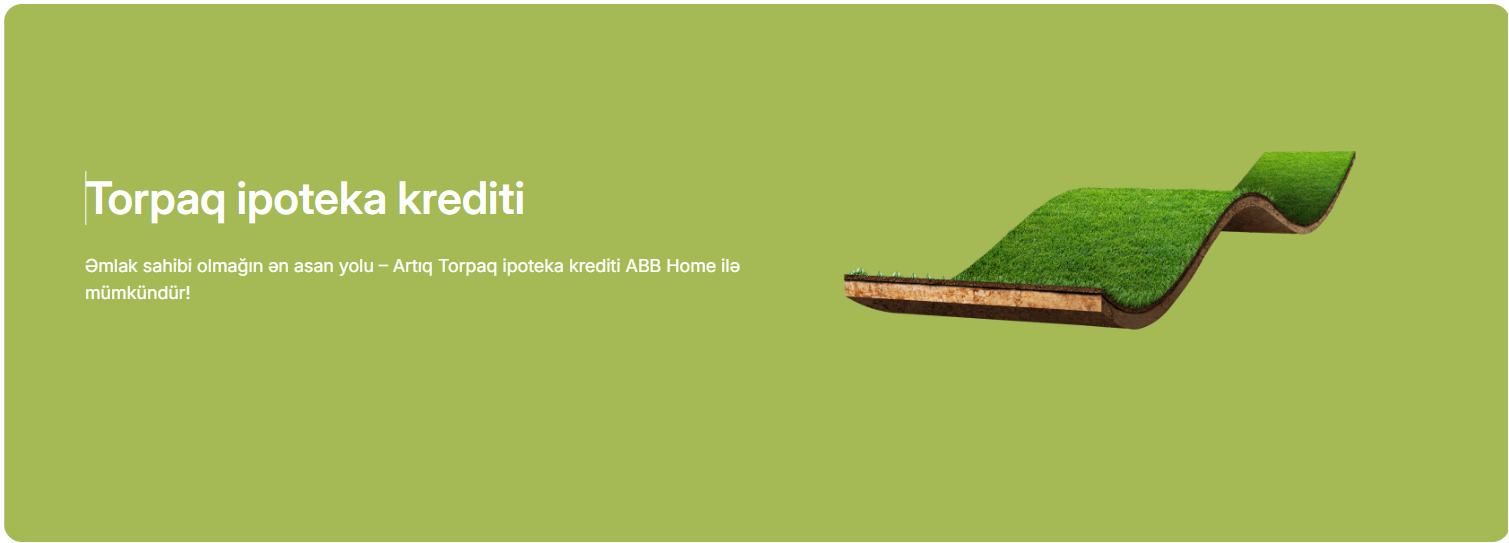 Torpaq ipoteka krediti
Əmlak sahibi olmağın ən asan yolu – Artıq Torpaq ipoteka krediti ABB Home ilə
mümkündür!